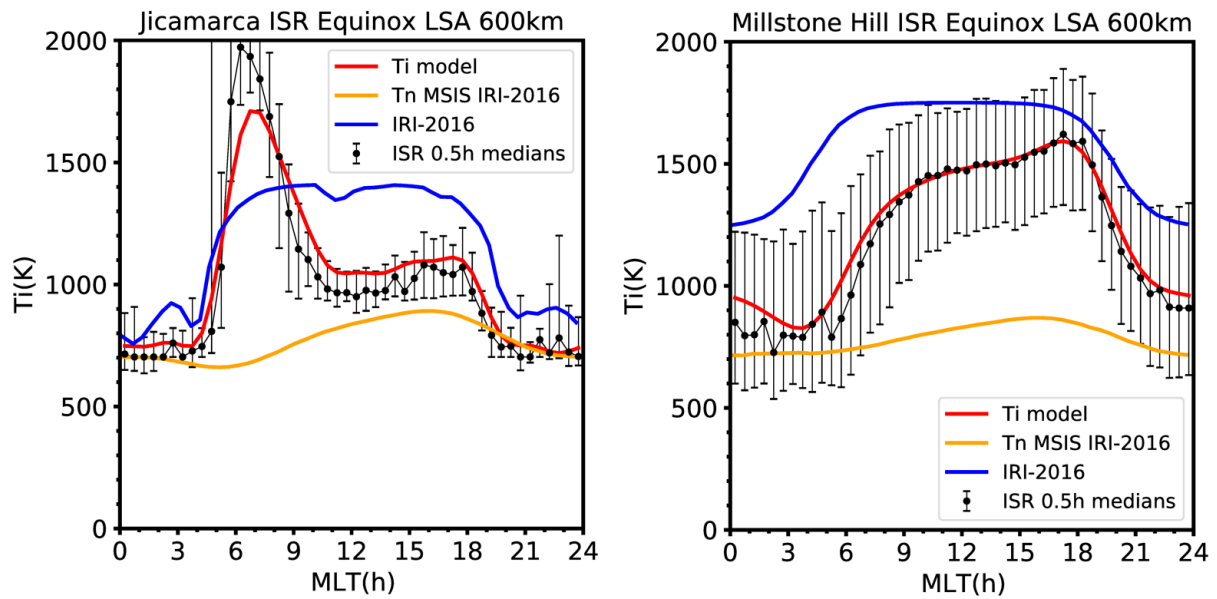 Jicamarca ISR Equinox LSA 600km
2000
1500
1000
500
0
Ti(K)
0 3 6 9 12 15 18 21 24
MLT(h)
Ti model
Tn MSIS IRI-2016
IRI-2016
ISR 0.5h medians
Millstone Hill ISR Equinox LSA 600km
2000
1500
1000
500
0
Ti(K)
0 3 6 9 12 15 18 21 24
MLT(h)
Ti model
Tn MSIS IRI-2016
IRI-2016
ISR 0.5h medians